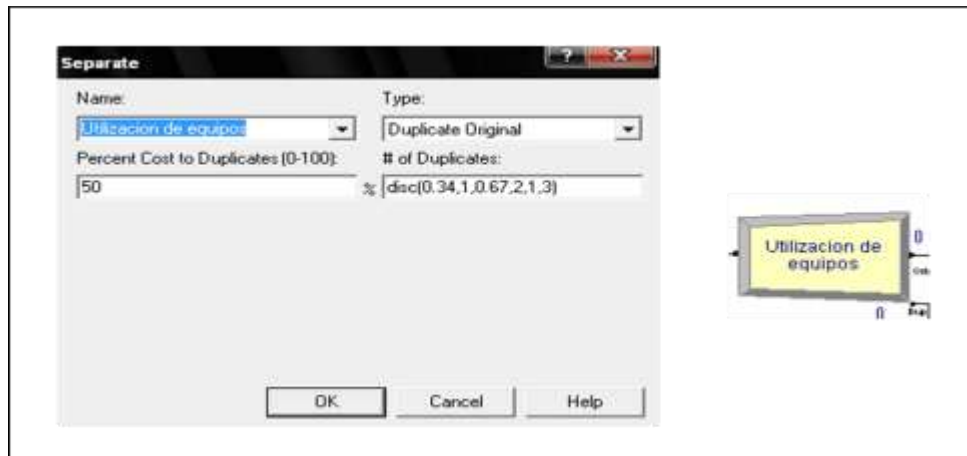 Separate
Name:
Type:
Utilizacion de equipos
Duplicate Original
Percent Cost to Duplicates (0-100):
# of Duplicates:
50
%
disc(0.34,1,0.67,2,1,3)
OK
Cancel
Help
Utilizacion de
equipos
0
0